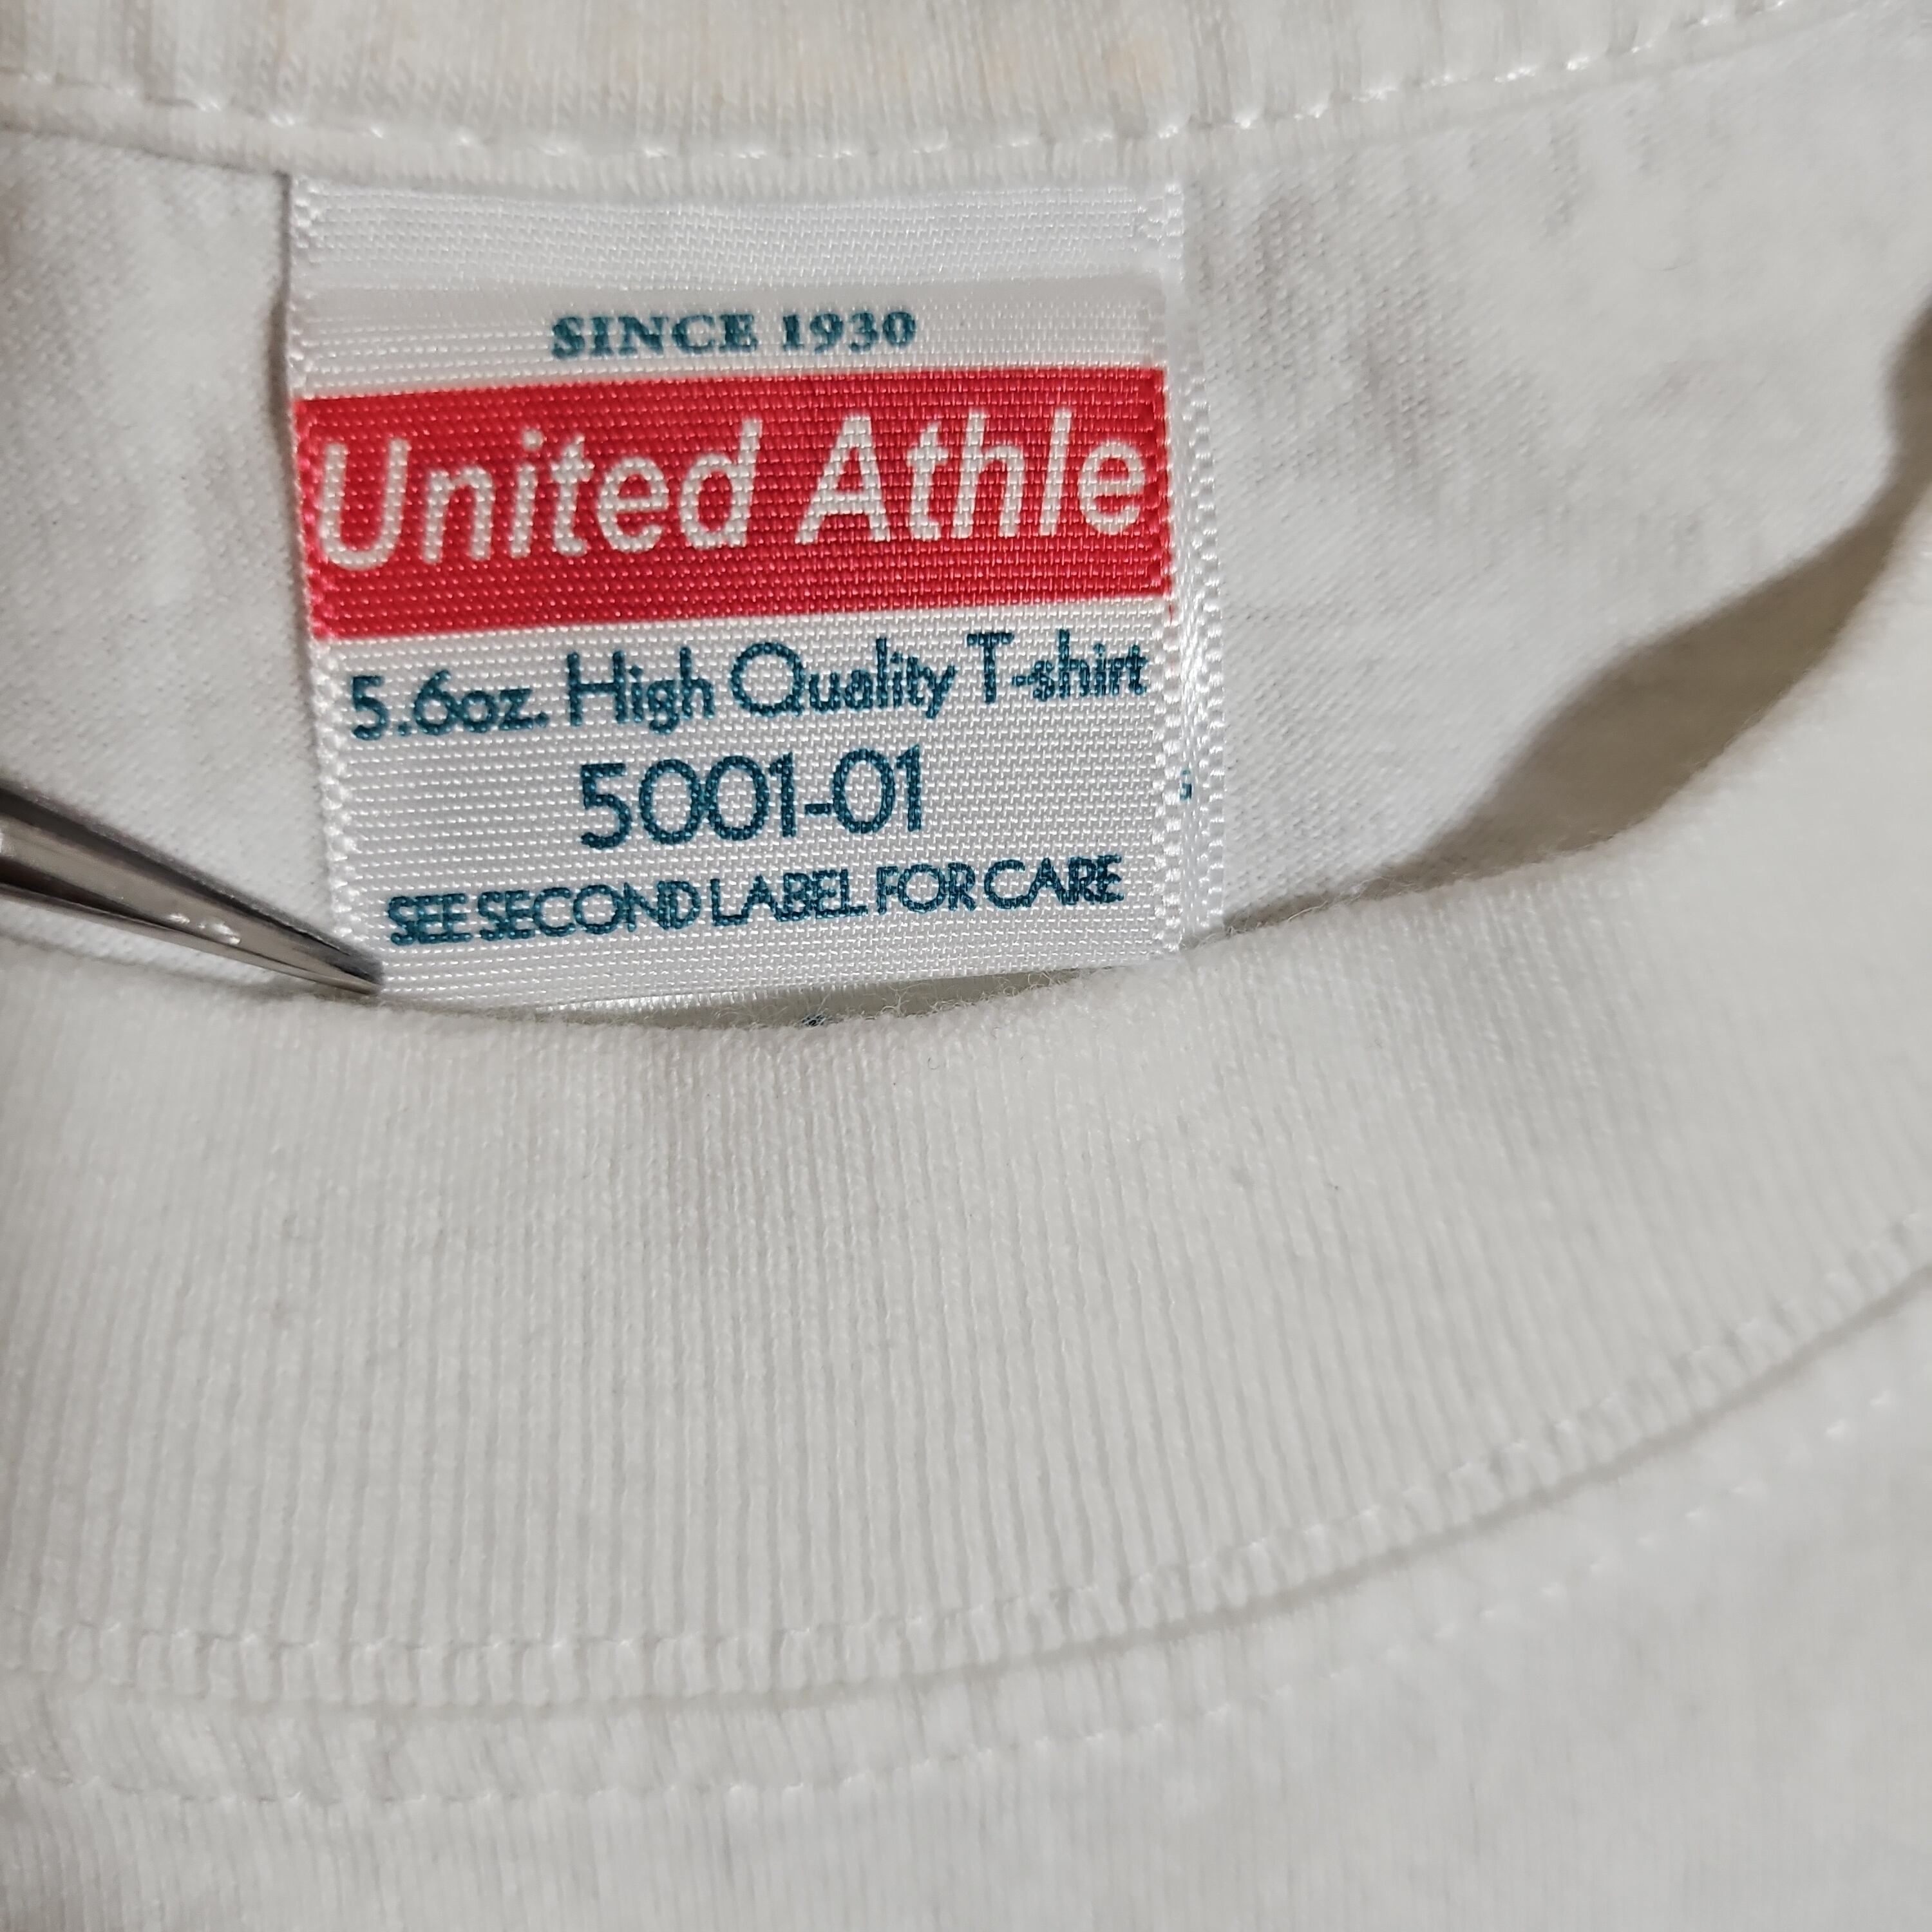 SINCE 1930
United Athle
5.6oz. High Quality T-shirt
5001-01
SEE SECOND LABEL FOR CARE